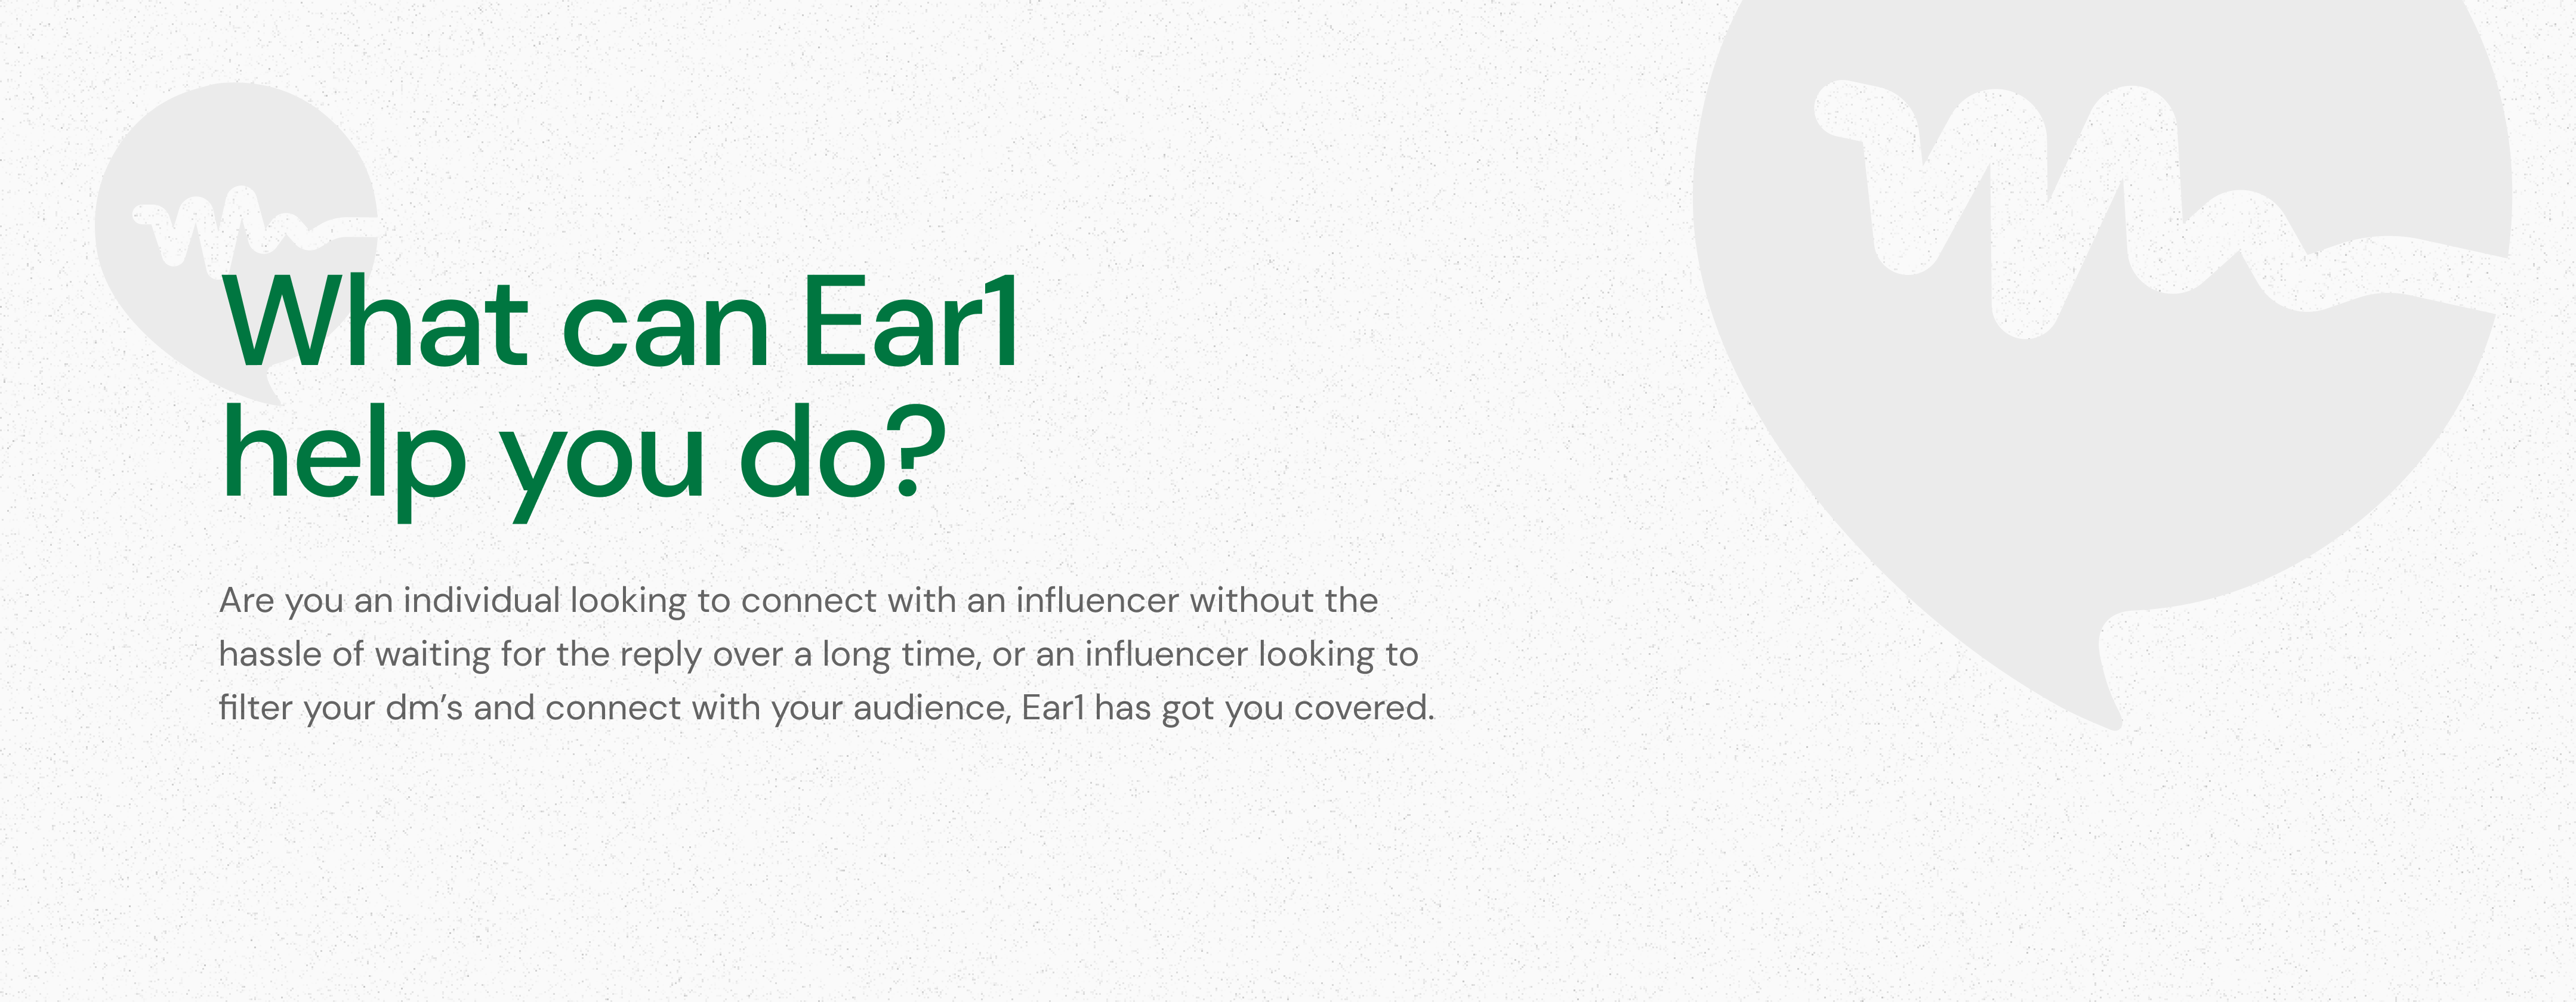 What can Ear1
help you do?
Are you an individual looking to connect with an influencer without the
hassle of waiting for the reply over a long time, or an influencer looking to
filter your dm’s and connect with your audience, Ear1 has got you covered.